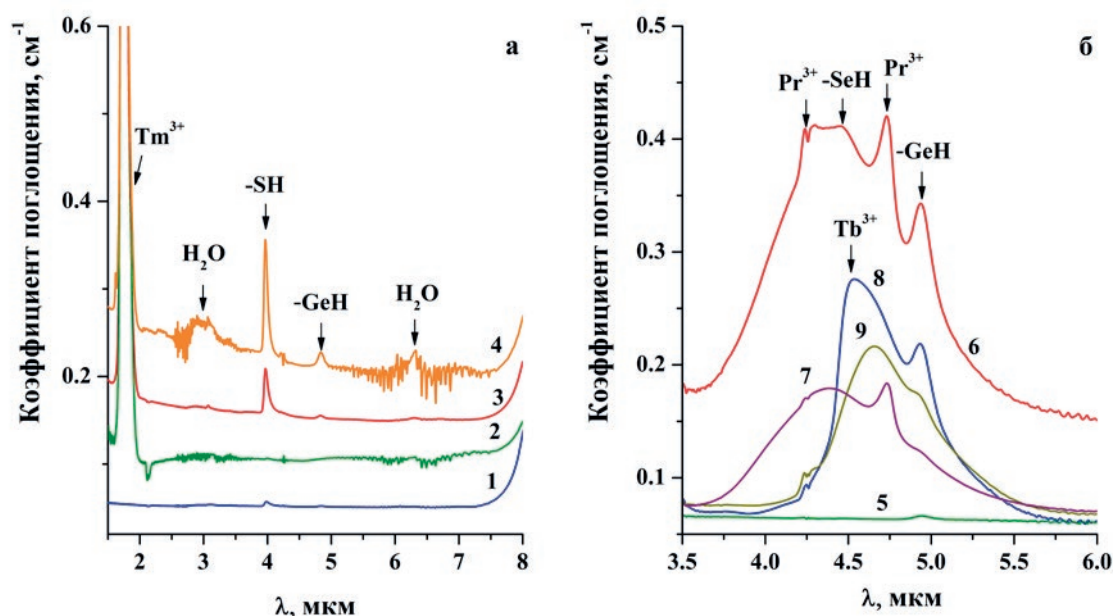 а
Коэффициент поглощения, см⁻¹
0.6
0.4
0.2
Tm³⁺
H₂O
-SH
-GeH
H₂O
4
3
2
1
2 3 4 5 6 7 8
λ, мкм
б
Коэффициент поглощения, см⁻¹
0.5
0.4
0.3
0.2
0.1
Pr³⁺ -SeH Pr³⁺
-GeH
Tb³⁺
8
9
7
6
5
3.5 4.0 4.5 5.0 5.5 6.0
λ, мкм